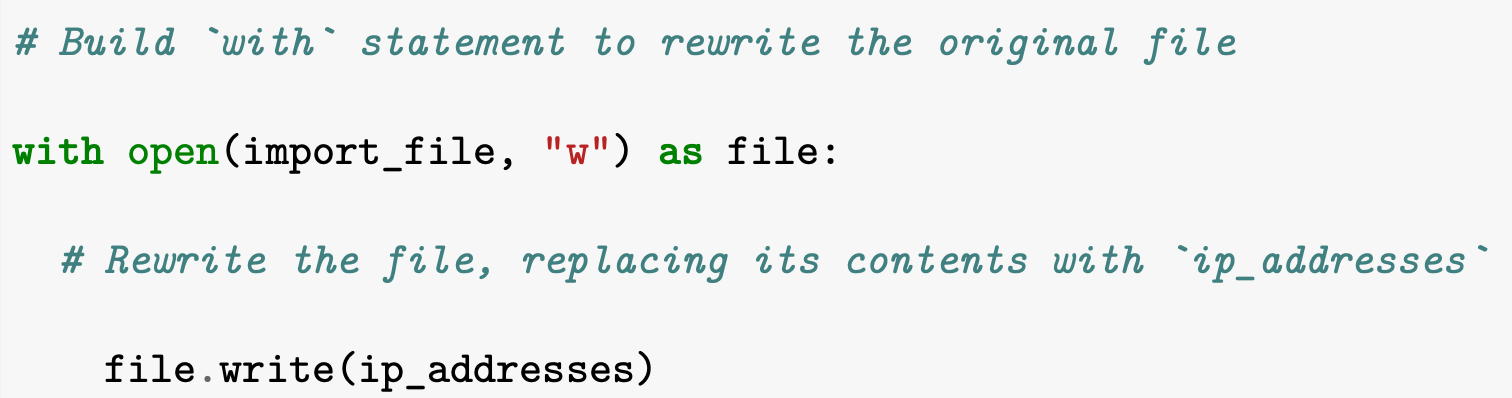 # Build `with` statement to rewrite the original file
with open(import_file, "w") as file:
# Rewrite the file, replacing its contents with `ip_addresses`
file.write(ip_addresses)